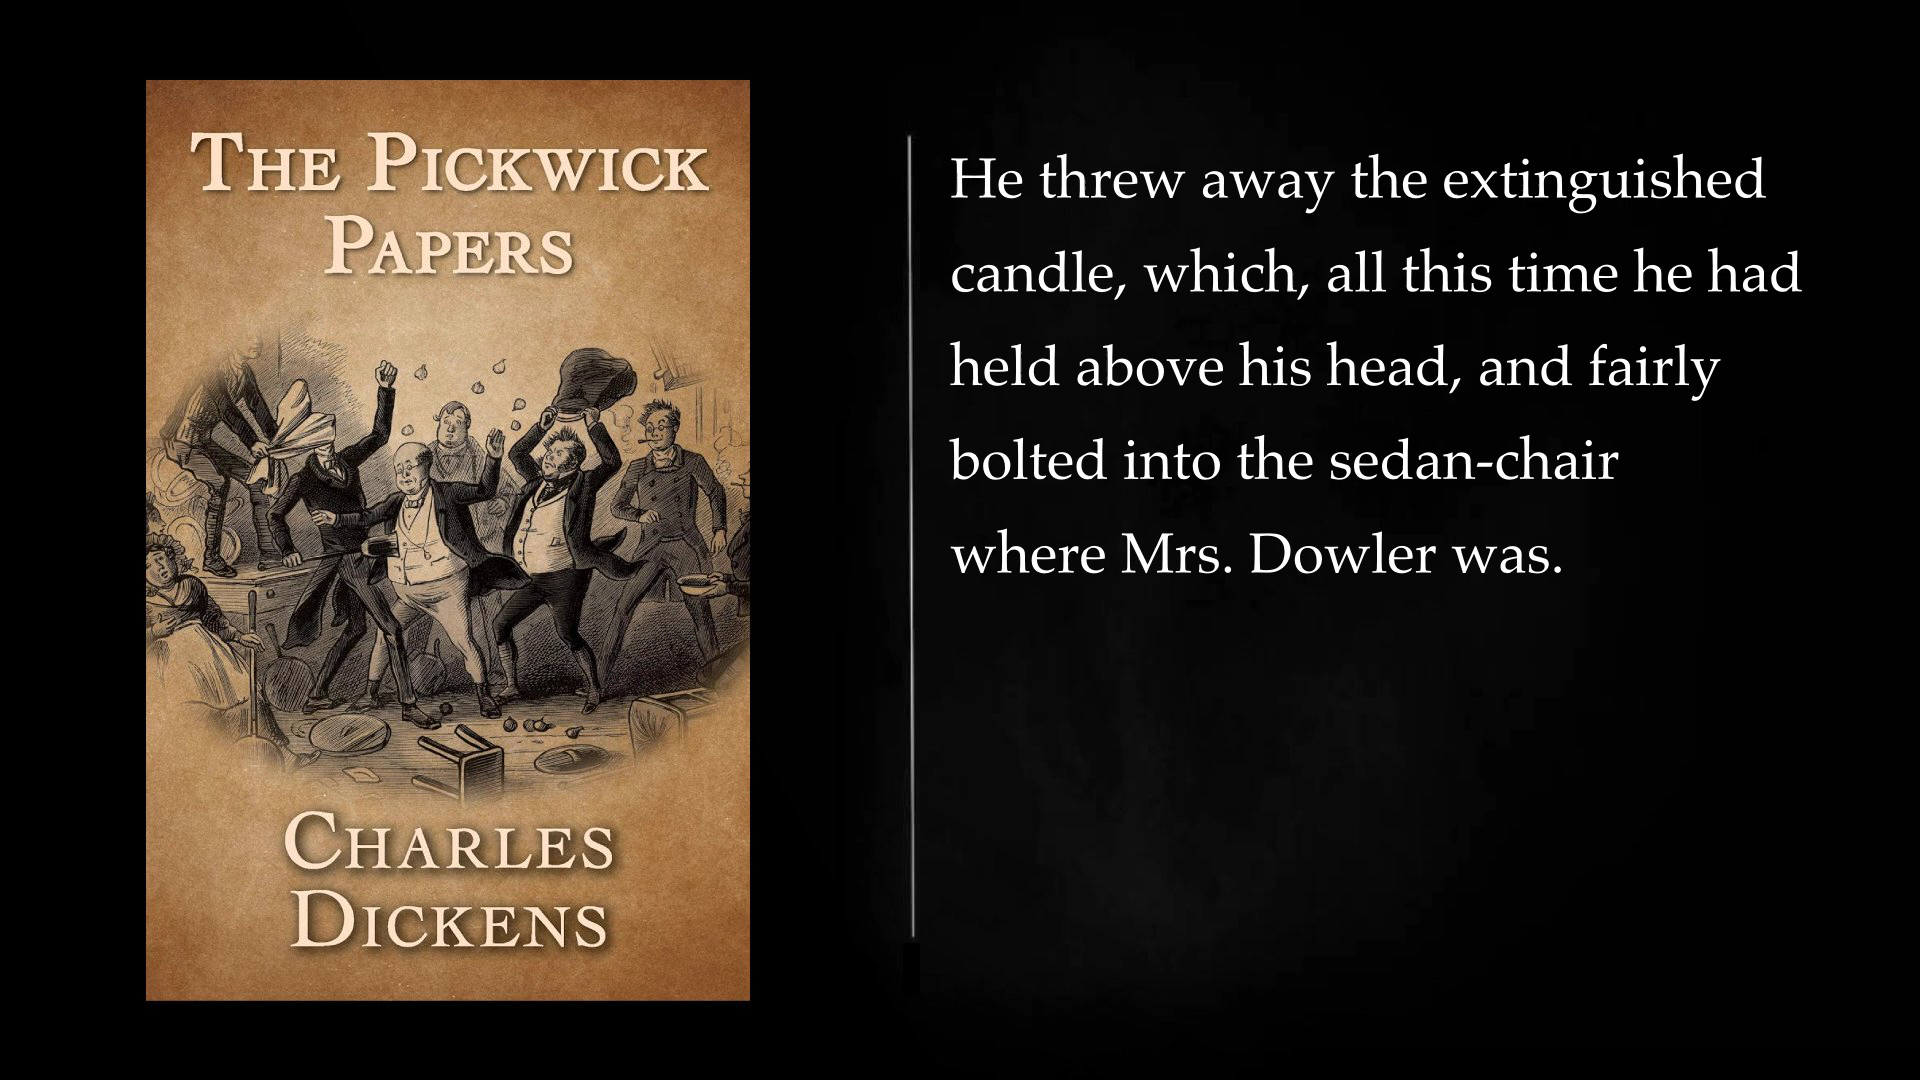 The Pickwick
Papers
Charles
Dickens
He threw away the extinguished
candle, which, all this time he had
held above his head, and fairly
bolted into the sedan-chair
where Mrs. Dowler was.